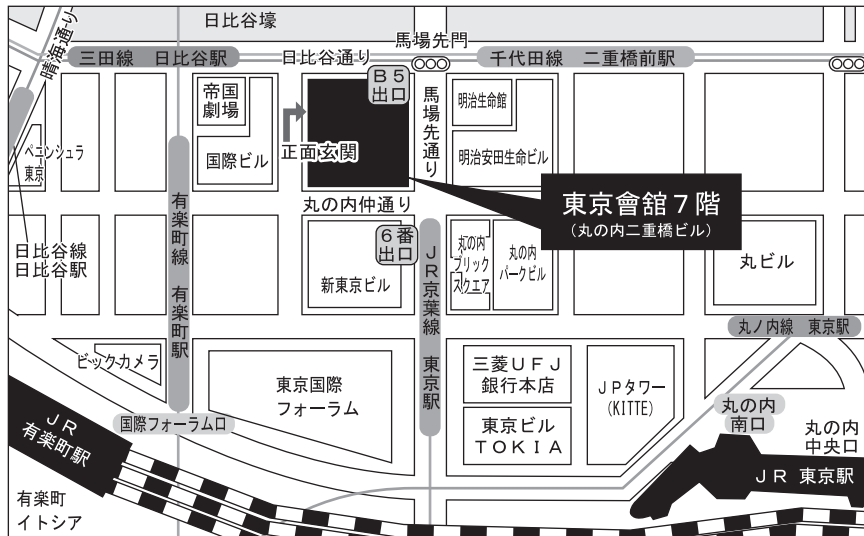 日比谷壕
晴海通り
三田線 日比谷駅
日比谷通り
馬場先門
千代田線 二重橋前駅
B5
出口
帝国
劇場
国際ビル
正面玄関
馬場先通り
明治生命館
明治安田生命ビル
ペニンシュラ
東京
東京會舘7階
(丸の内二重橋ビル)
丸の内仲通り
有楽町線 有楽町駅
日比谷線
日比谷駅
6番
出口
新東京ビル
JR京葉線 東京駅
丸の内
ブリック
スクエア
丸の内
パークビル
丸ビル
丸ノ内線 東京駅
ビックカメラ
東京国際
フォーラム
三菱UFJ
銀行本店
東京ビル
TOKIA
JPタワー
(KITTE)
丸の内
南口
丸の内
中央口
JR
有楽町駅
国際フォーラム口
JR 東京駅
有楽町
イトシア